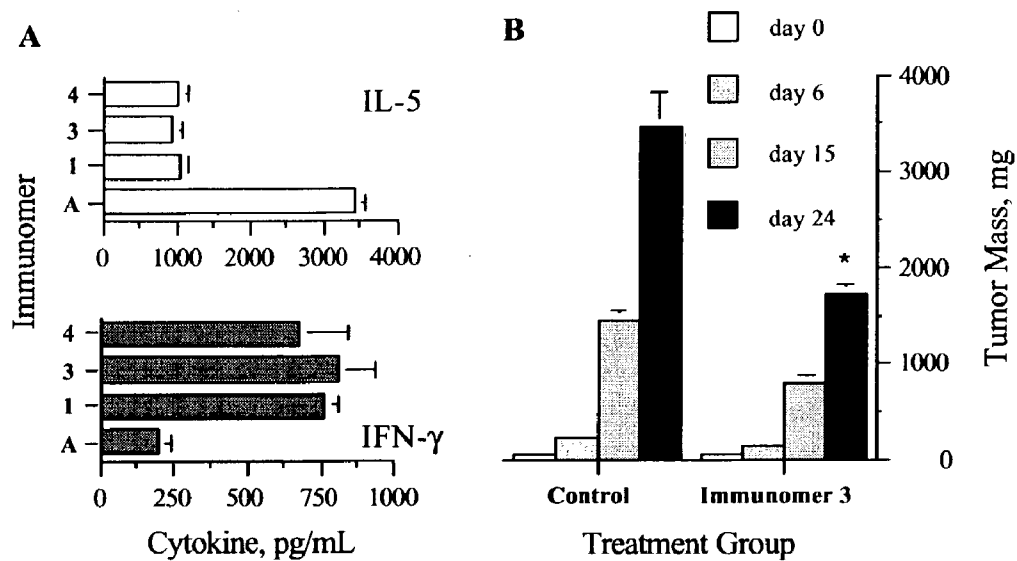 A
Immunomer
4
3
1
A
IL-5
0 1000 2000 3000 4000
4
3
1
A
IFN-γ
0 250 500 750 1000
Cytokine, pg/mL
B
day 0
day 6
day 15
day 24
*
4000
3000
2000
1000
0
Tumor Mass, mg
Control Immunomer 3
Treatment Group